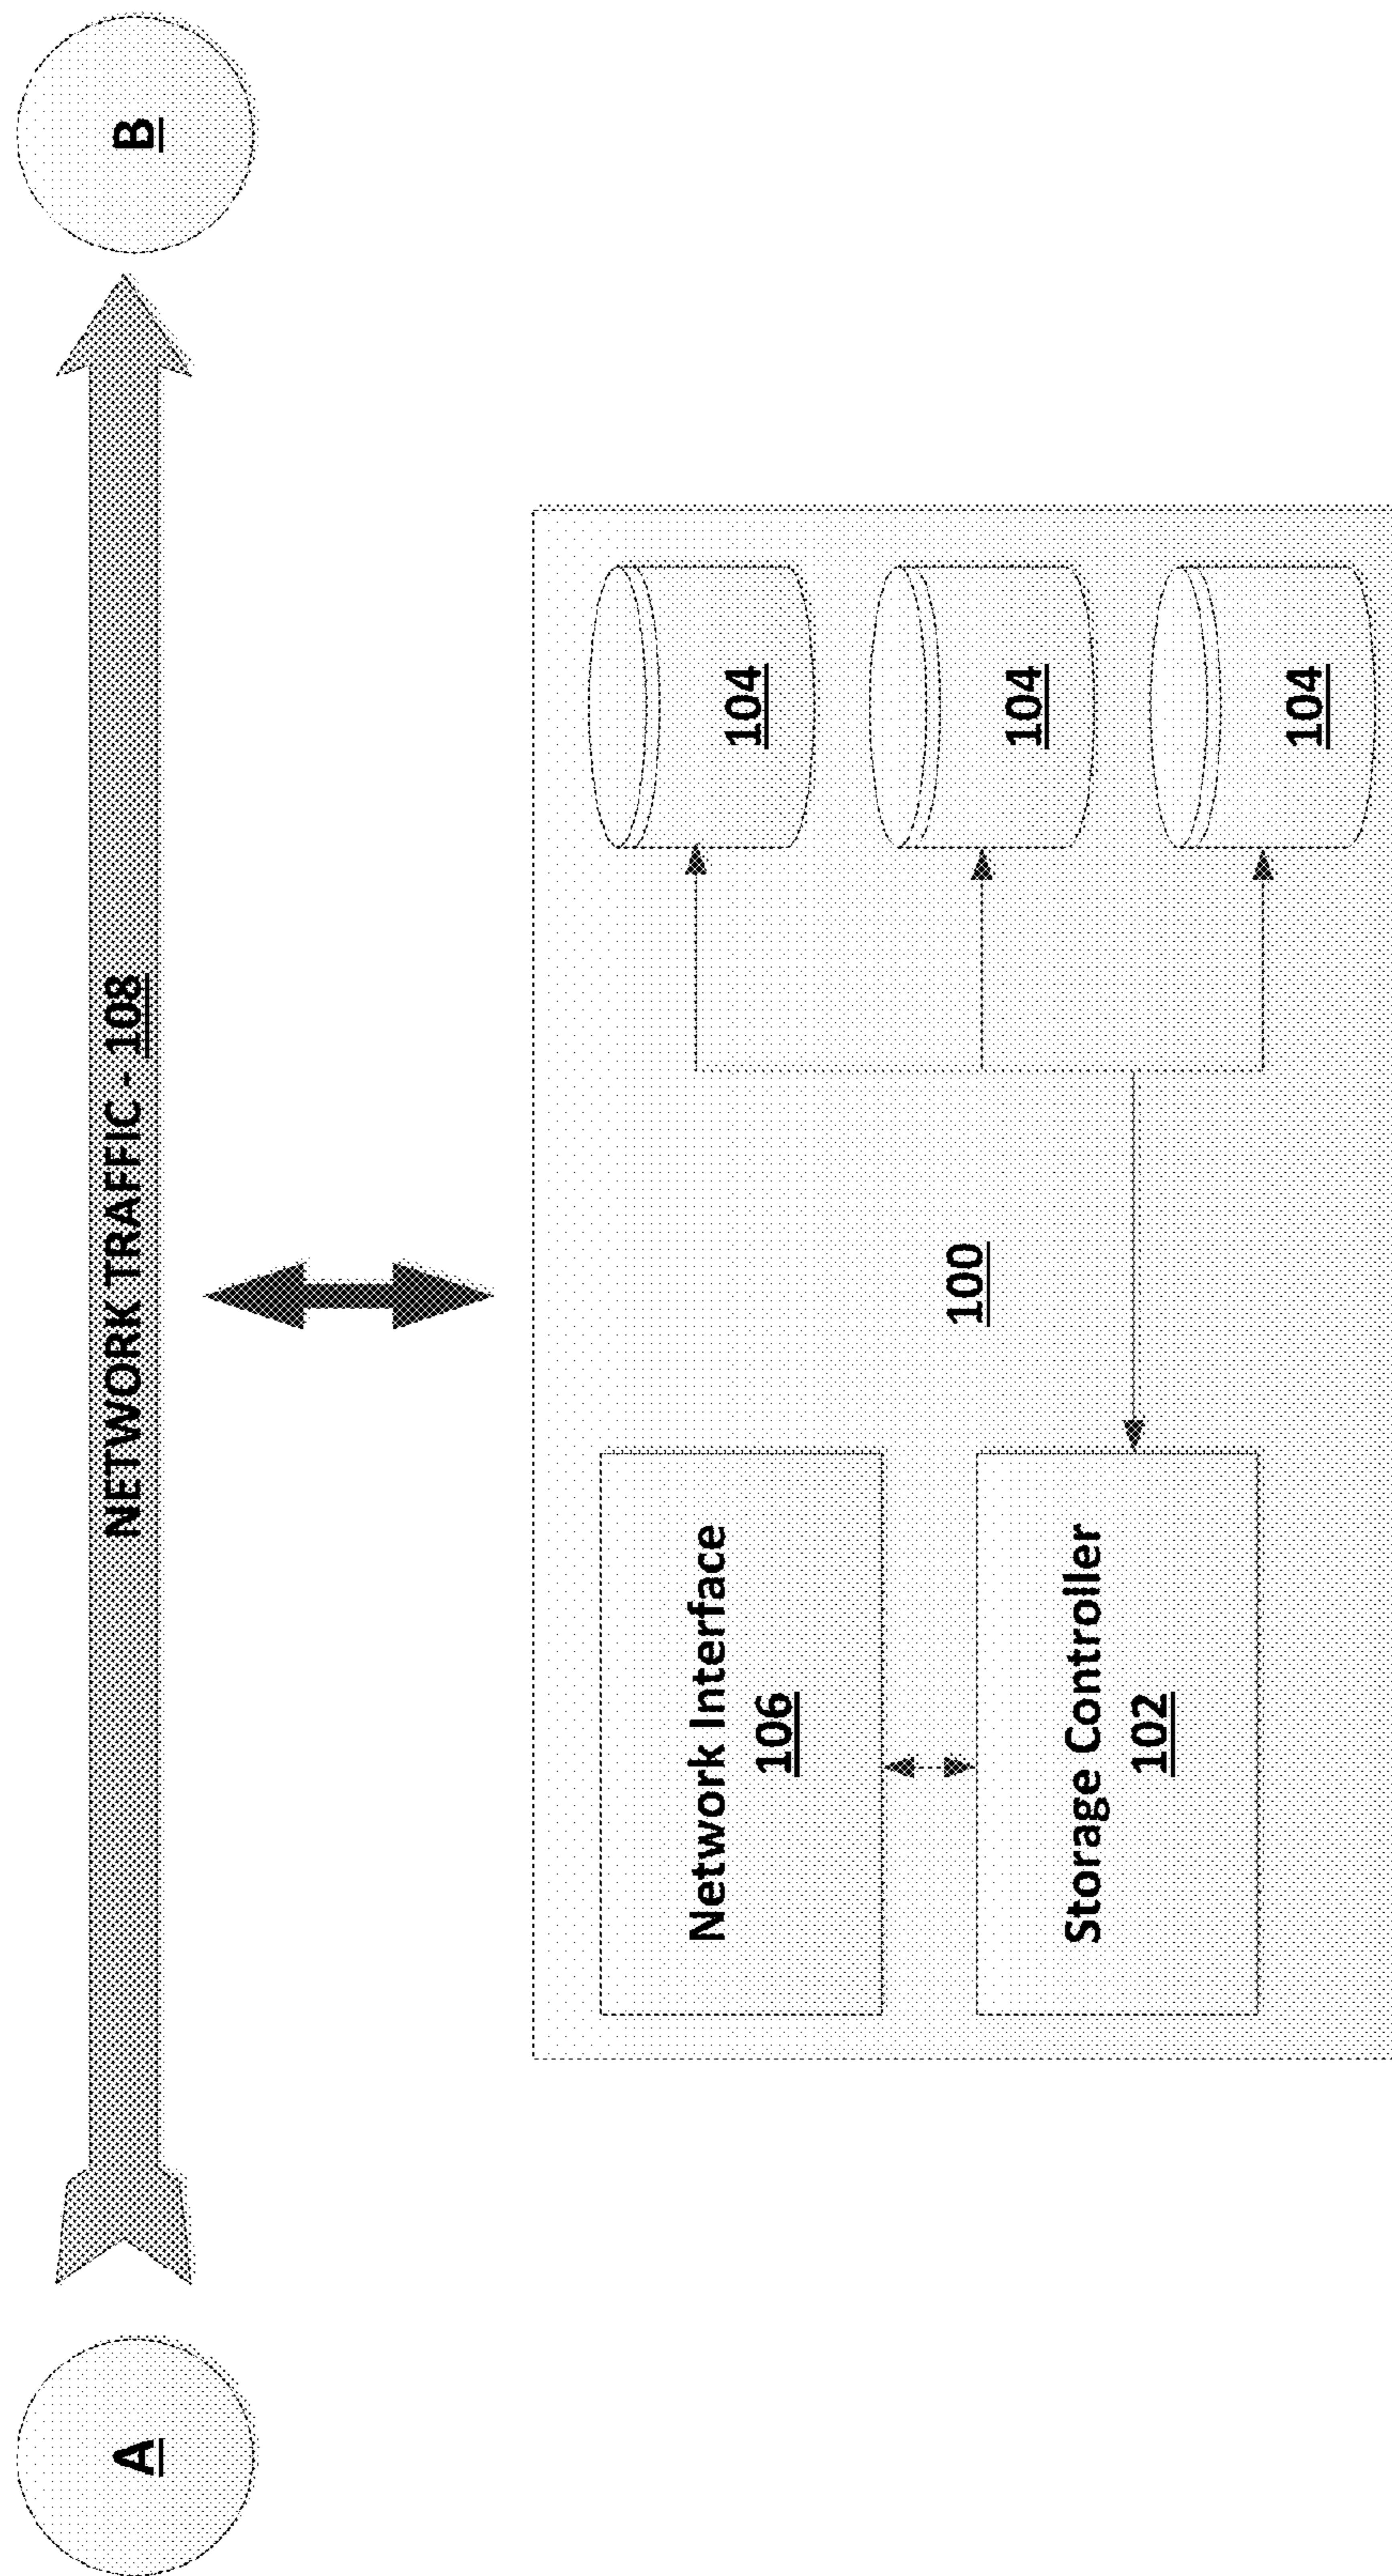 A
NETWORK TRAFFIC - 108
B
Network Interface
106
104
100
104
Storage Controller
102
104